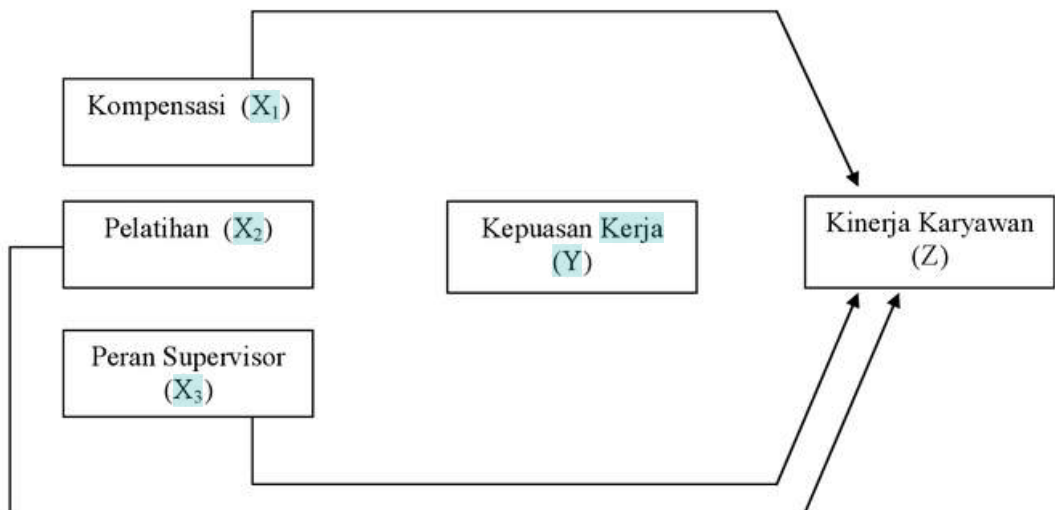 Kompensasi (X₁)
Pelatihan (X₂)
Peran Supervisor
(X₃)
Kepuasan Kerja
(Y)
Kinerja Karyawan
(Z)